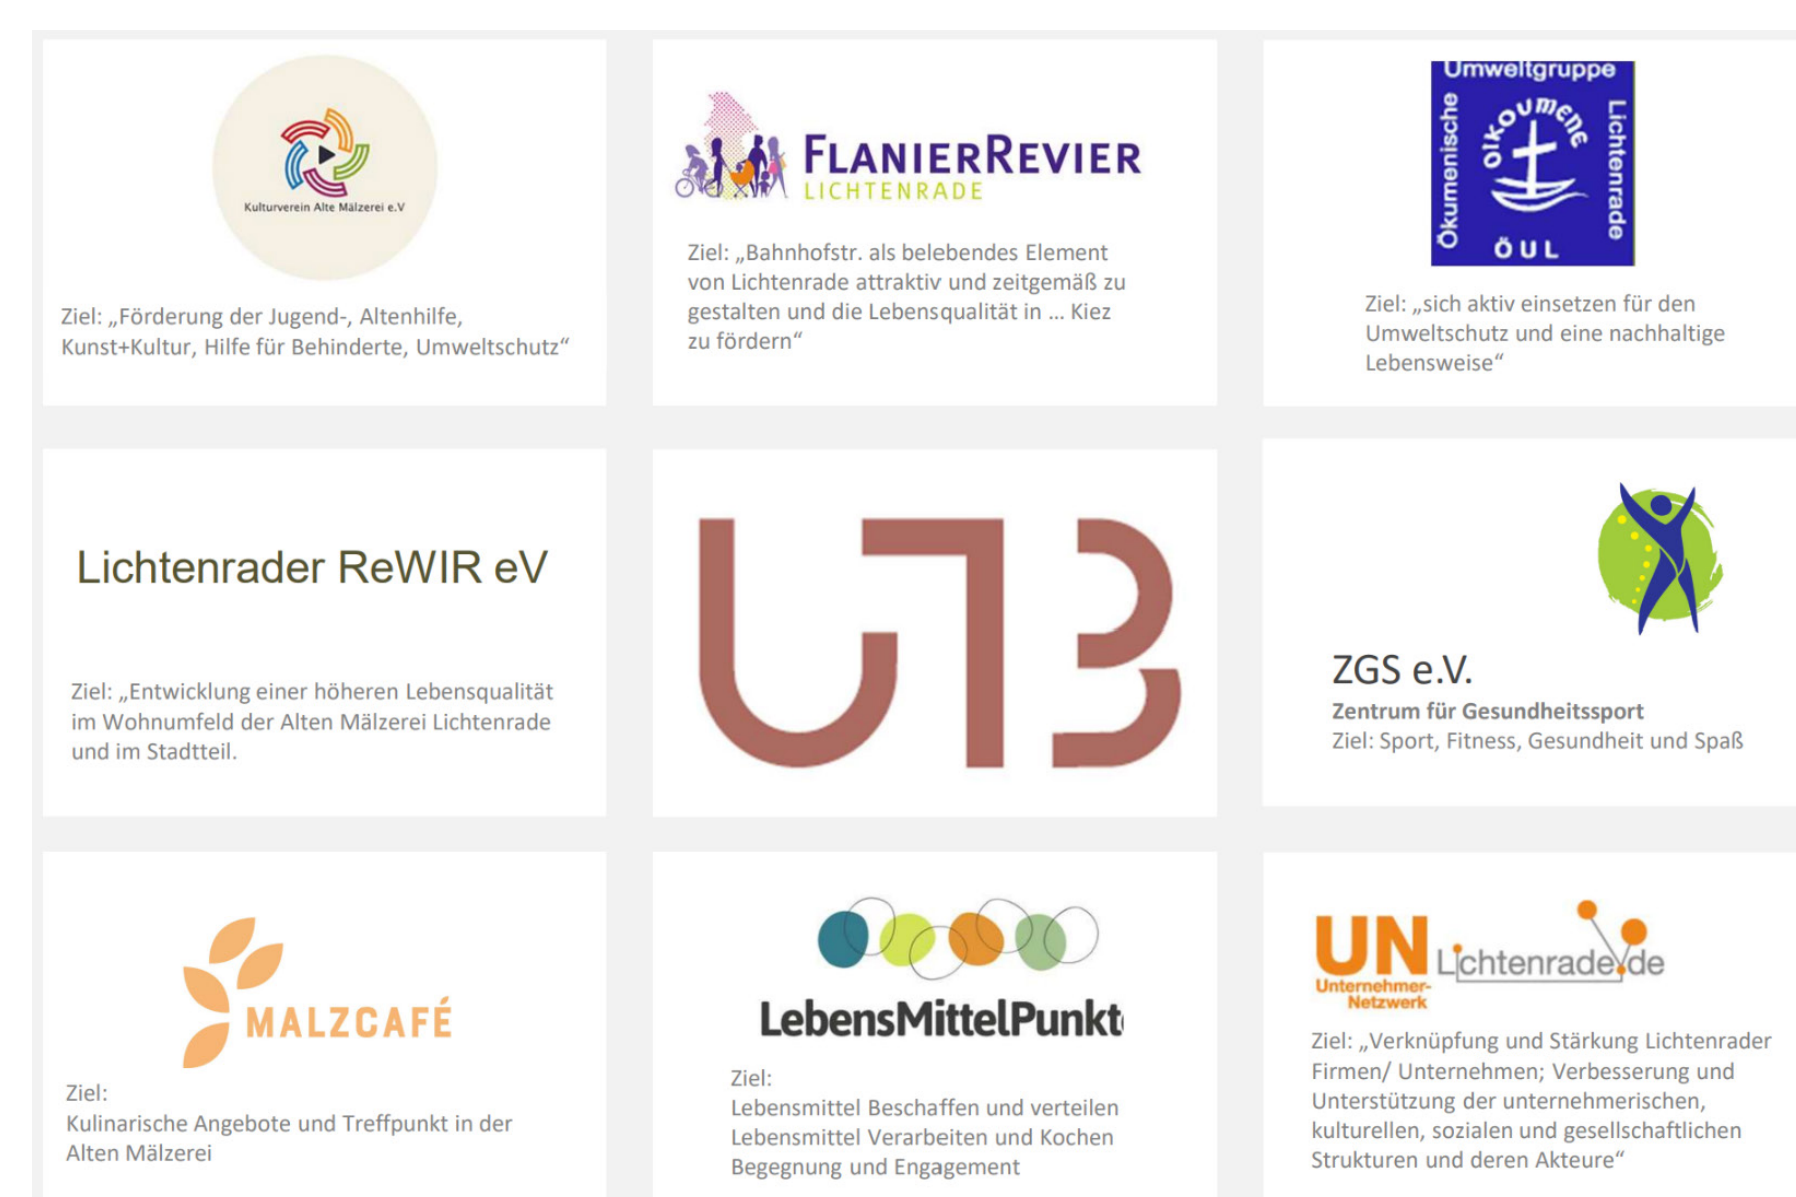 Kulturverein Alte Mälzerei e.V
Ziel: „Förderung der Jugend-, Altenhilfe,
Kunst+Kultur, Hilfe für Behinderte, Umweltschutz“
FLANIERREVIER
LICHTENRADE
Ziel: „Bahnhofstr. als belebendes Element
von Lichtenrade attraktiv und zeitgemäß zu
gestalten und die Lebensqualität in ... Kiez
zu fördern“
Umweltgruppe
Ökumenische
OIKOUMENE
Lichtenrade
ÖUL
Ziel: „sich aktiv einsetzen für den
Umweltschutz und eine nachhaltige
Lebensweise“
Lichtenrader ReWIR eV
Ziel: „Entwicklung einer höheren Lebensqualität
im Wohnumfeld der Alten Mälzerei Lichtenrade
und im Stadtteil.
UTB
ZGS e.V.
Zentrum für Gesundheitssport
Ziel: Sport, Fitness, Gesundheit und Spaß
MALZCAFÉ
Ziel:
Kulinarische Angebote und Treffpunkt in der
Alten Mälzerei
LebensMittelPunkt
Ziel:
Lebensmittel Beschaffen und verteilen
Lebensmittel Verarbeiten und Kochen
Begegnung und Engagement
UN Lichtenrade.de
Unternehmer-
Netzwerk
Ziel: „Verknüpfung und Stärkung Lichtenrader
Firmen/ Unternehmen; Verbesserung und
Unterstützung der unternehmerischen,
kulturellen, sozialen und gesellschaftlichen
Strukturen und deren Akteure“